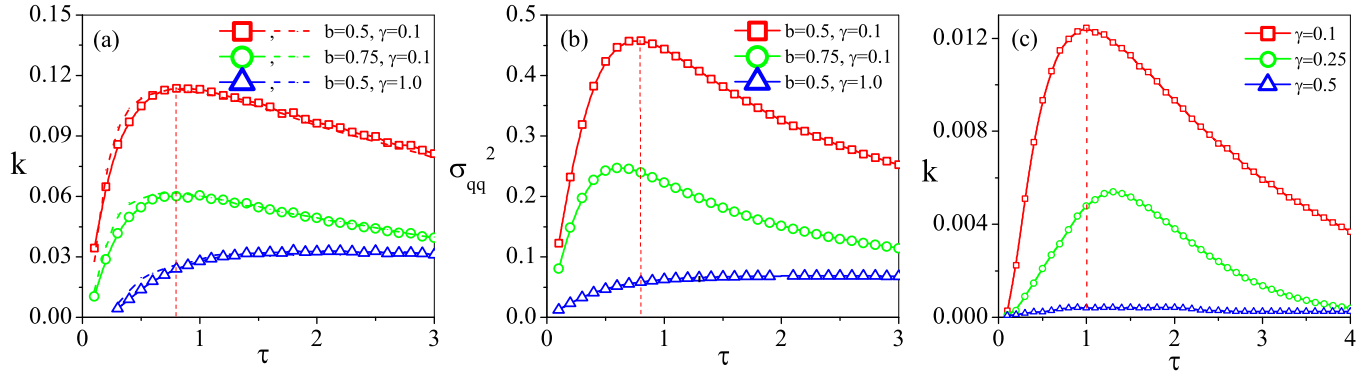 0.15
0.12
0.09
0.06
0.03
0.00
k
(a)
, b=0.5, γ=0.1
, b=0.75, γ=0.1
, b=0.5, γ=1.0
0 1 2 3
τ
0.5
0.4
0.3
0.2
0.1
0.0
σqq²
(b)
b=0.5, γ=0.1
b=0.75, γ=0.1
b=0.5, γ=1.0
0 1 2 3
τ
0.012
0.008
0.004
0.000
k
(c)
γ=0.1
γ=0.25
γ=0.5
0 1 2 3 4
τ